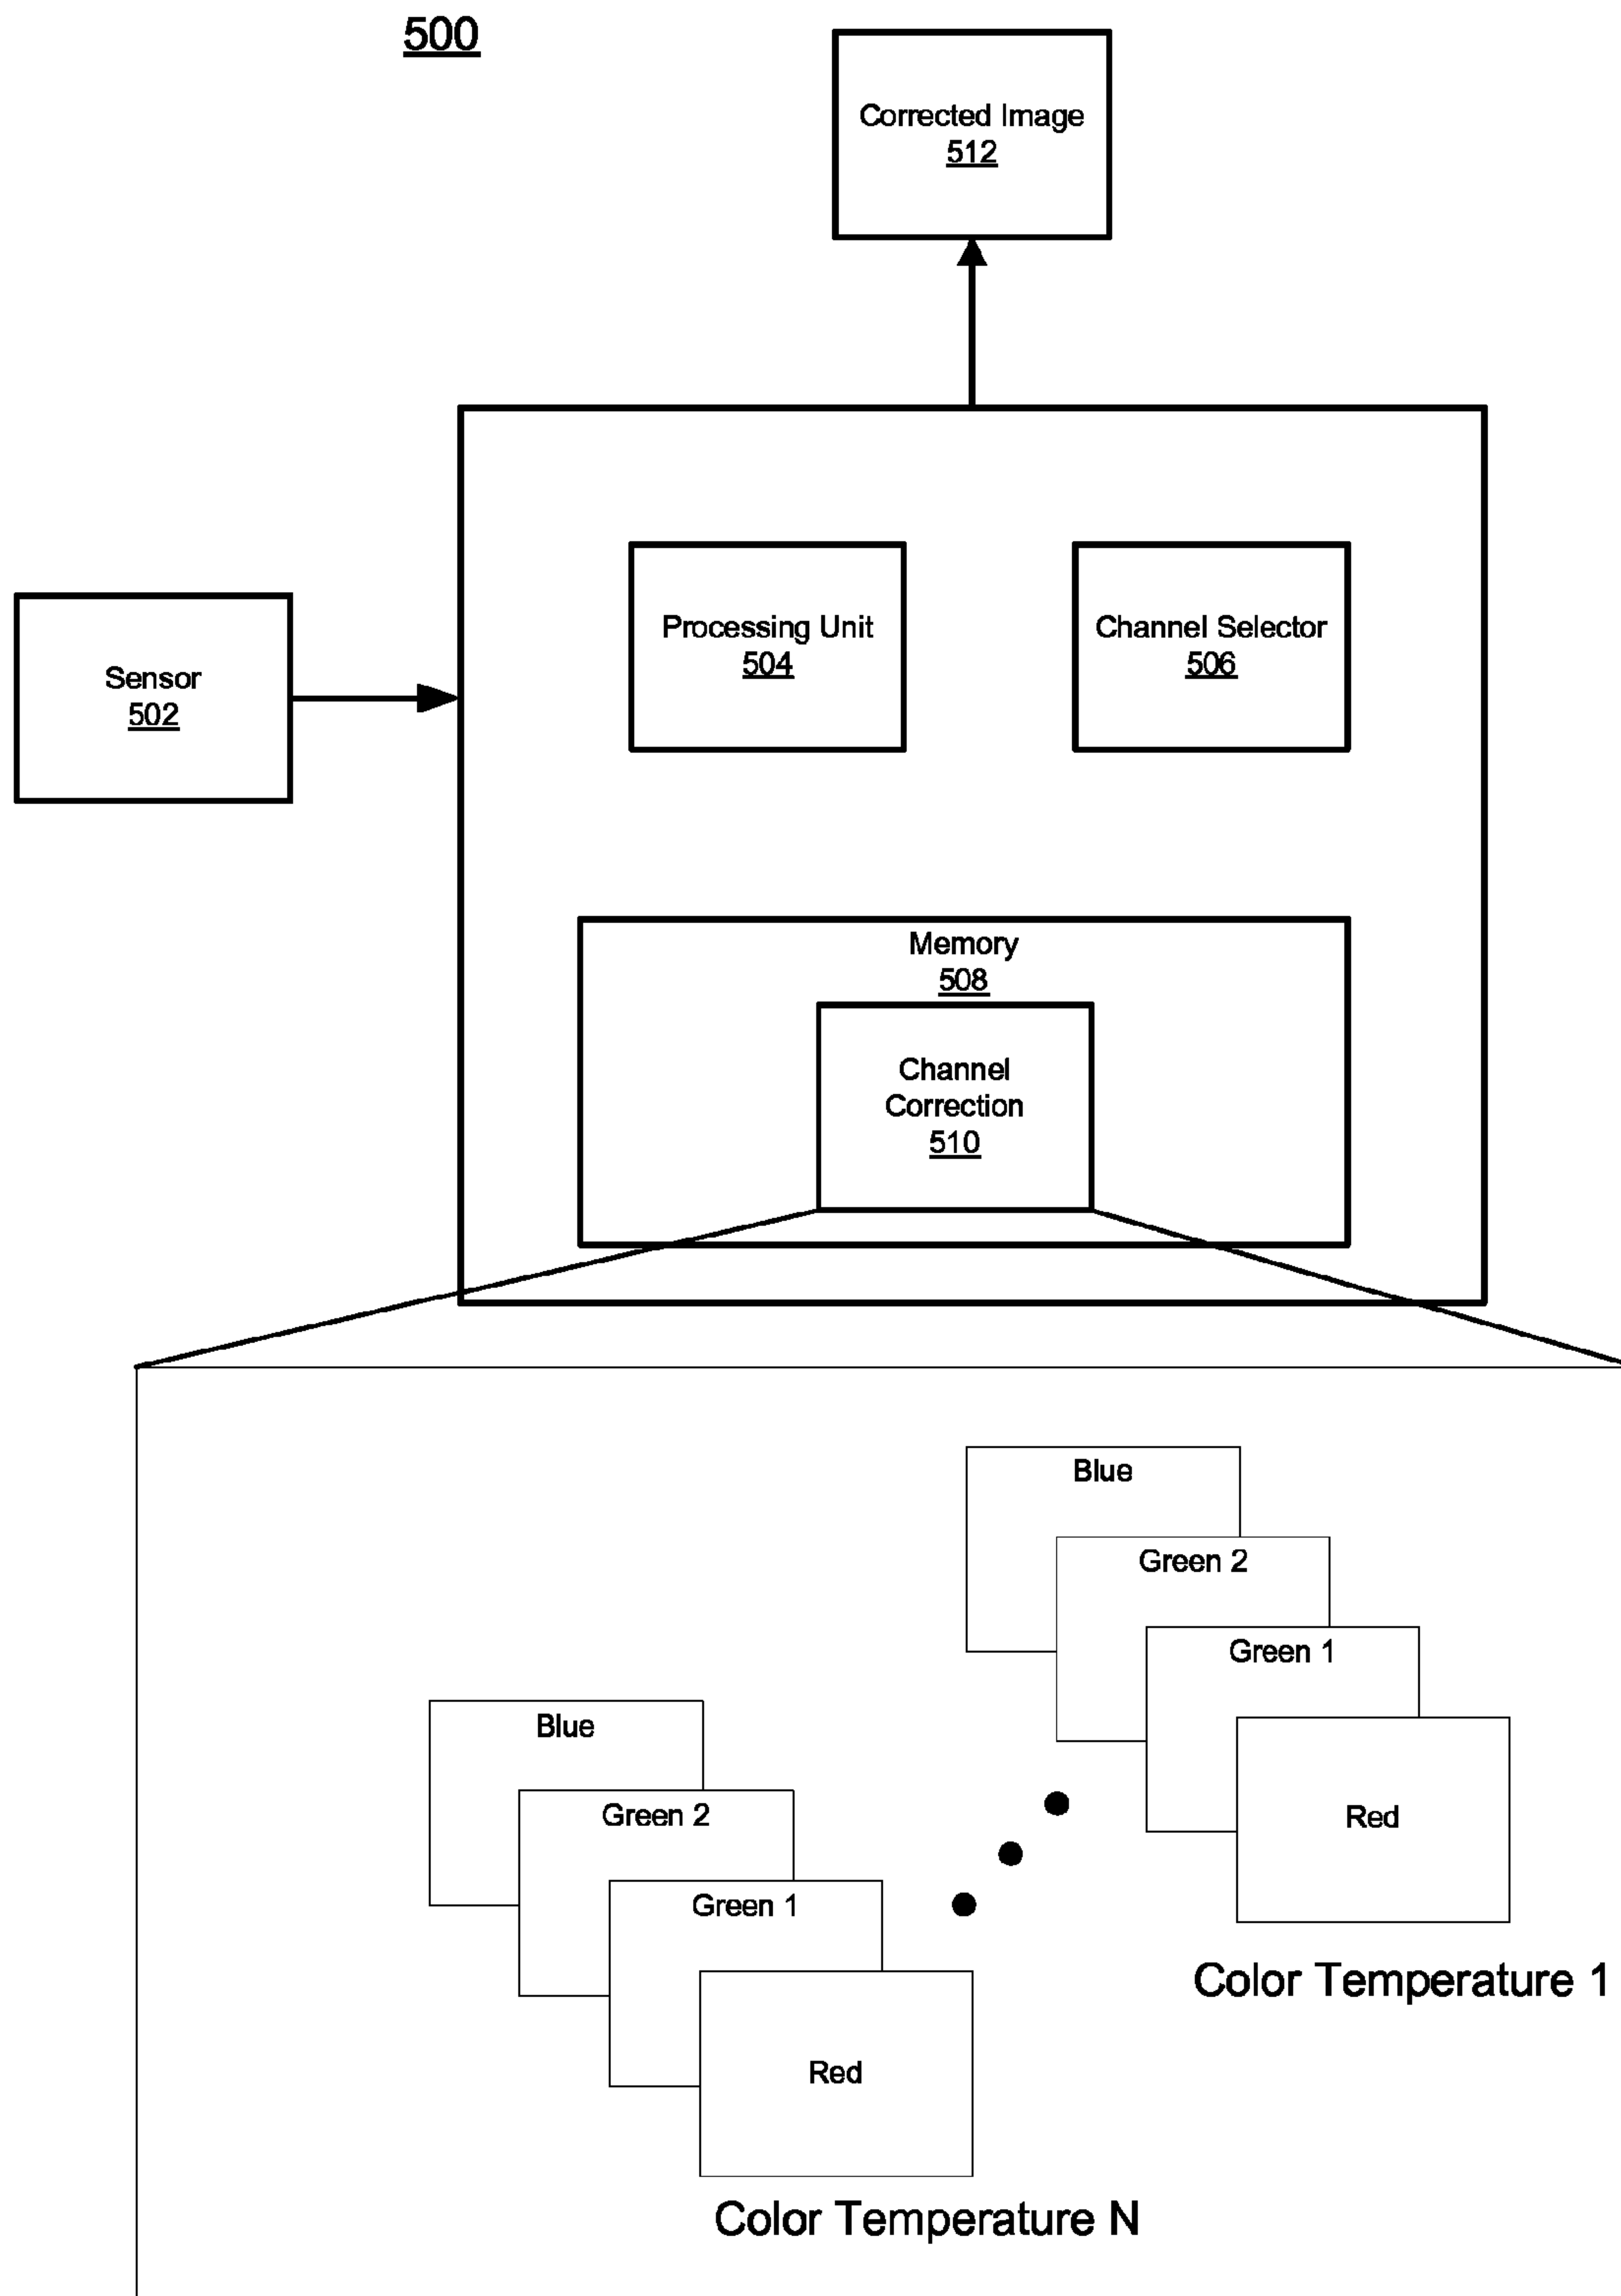 500
Corrected Image
512
Processing Unit
504
Channel Selector
506
Sensor
502
Memory
508
Channel
Correction
510
Blue
Green 2
Green 1
Red
Color Temperature 1
Blue
Green 2
Green 1
Red
Color Temperature N